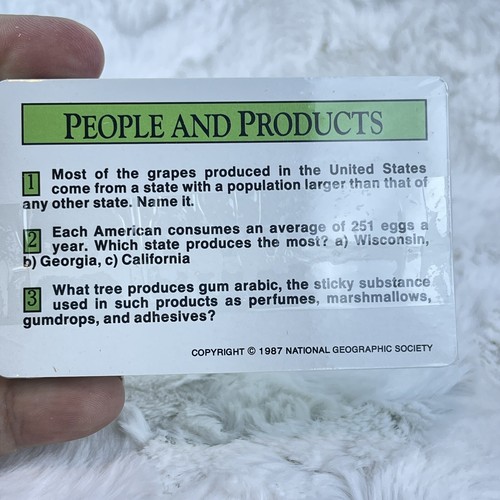 PEOPLE AND PRODUCTS
1 Most of the grapes produced in the United States
come from a state with a population larger than that of
any other state. Name it.
2 Each American consumes an average of 251 eggs a
year. Which state produces the most? a) Wisconsin,
b) Georgia, c) California
3 What tree produces gum arabic, the sticky substance
used in such products as perfumes, marshmallows,
gumdrops, and adhesives?
COPYRIGHT © 1987 NATIONAL GEOGRAPHIC SOCIETY